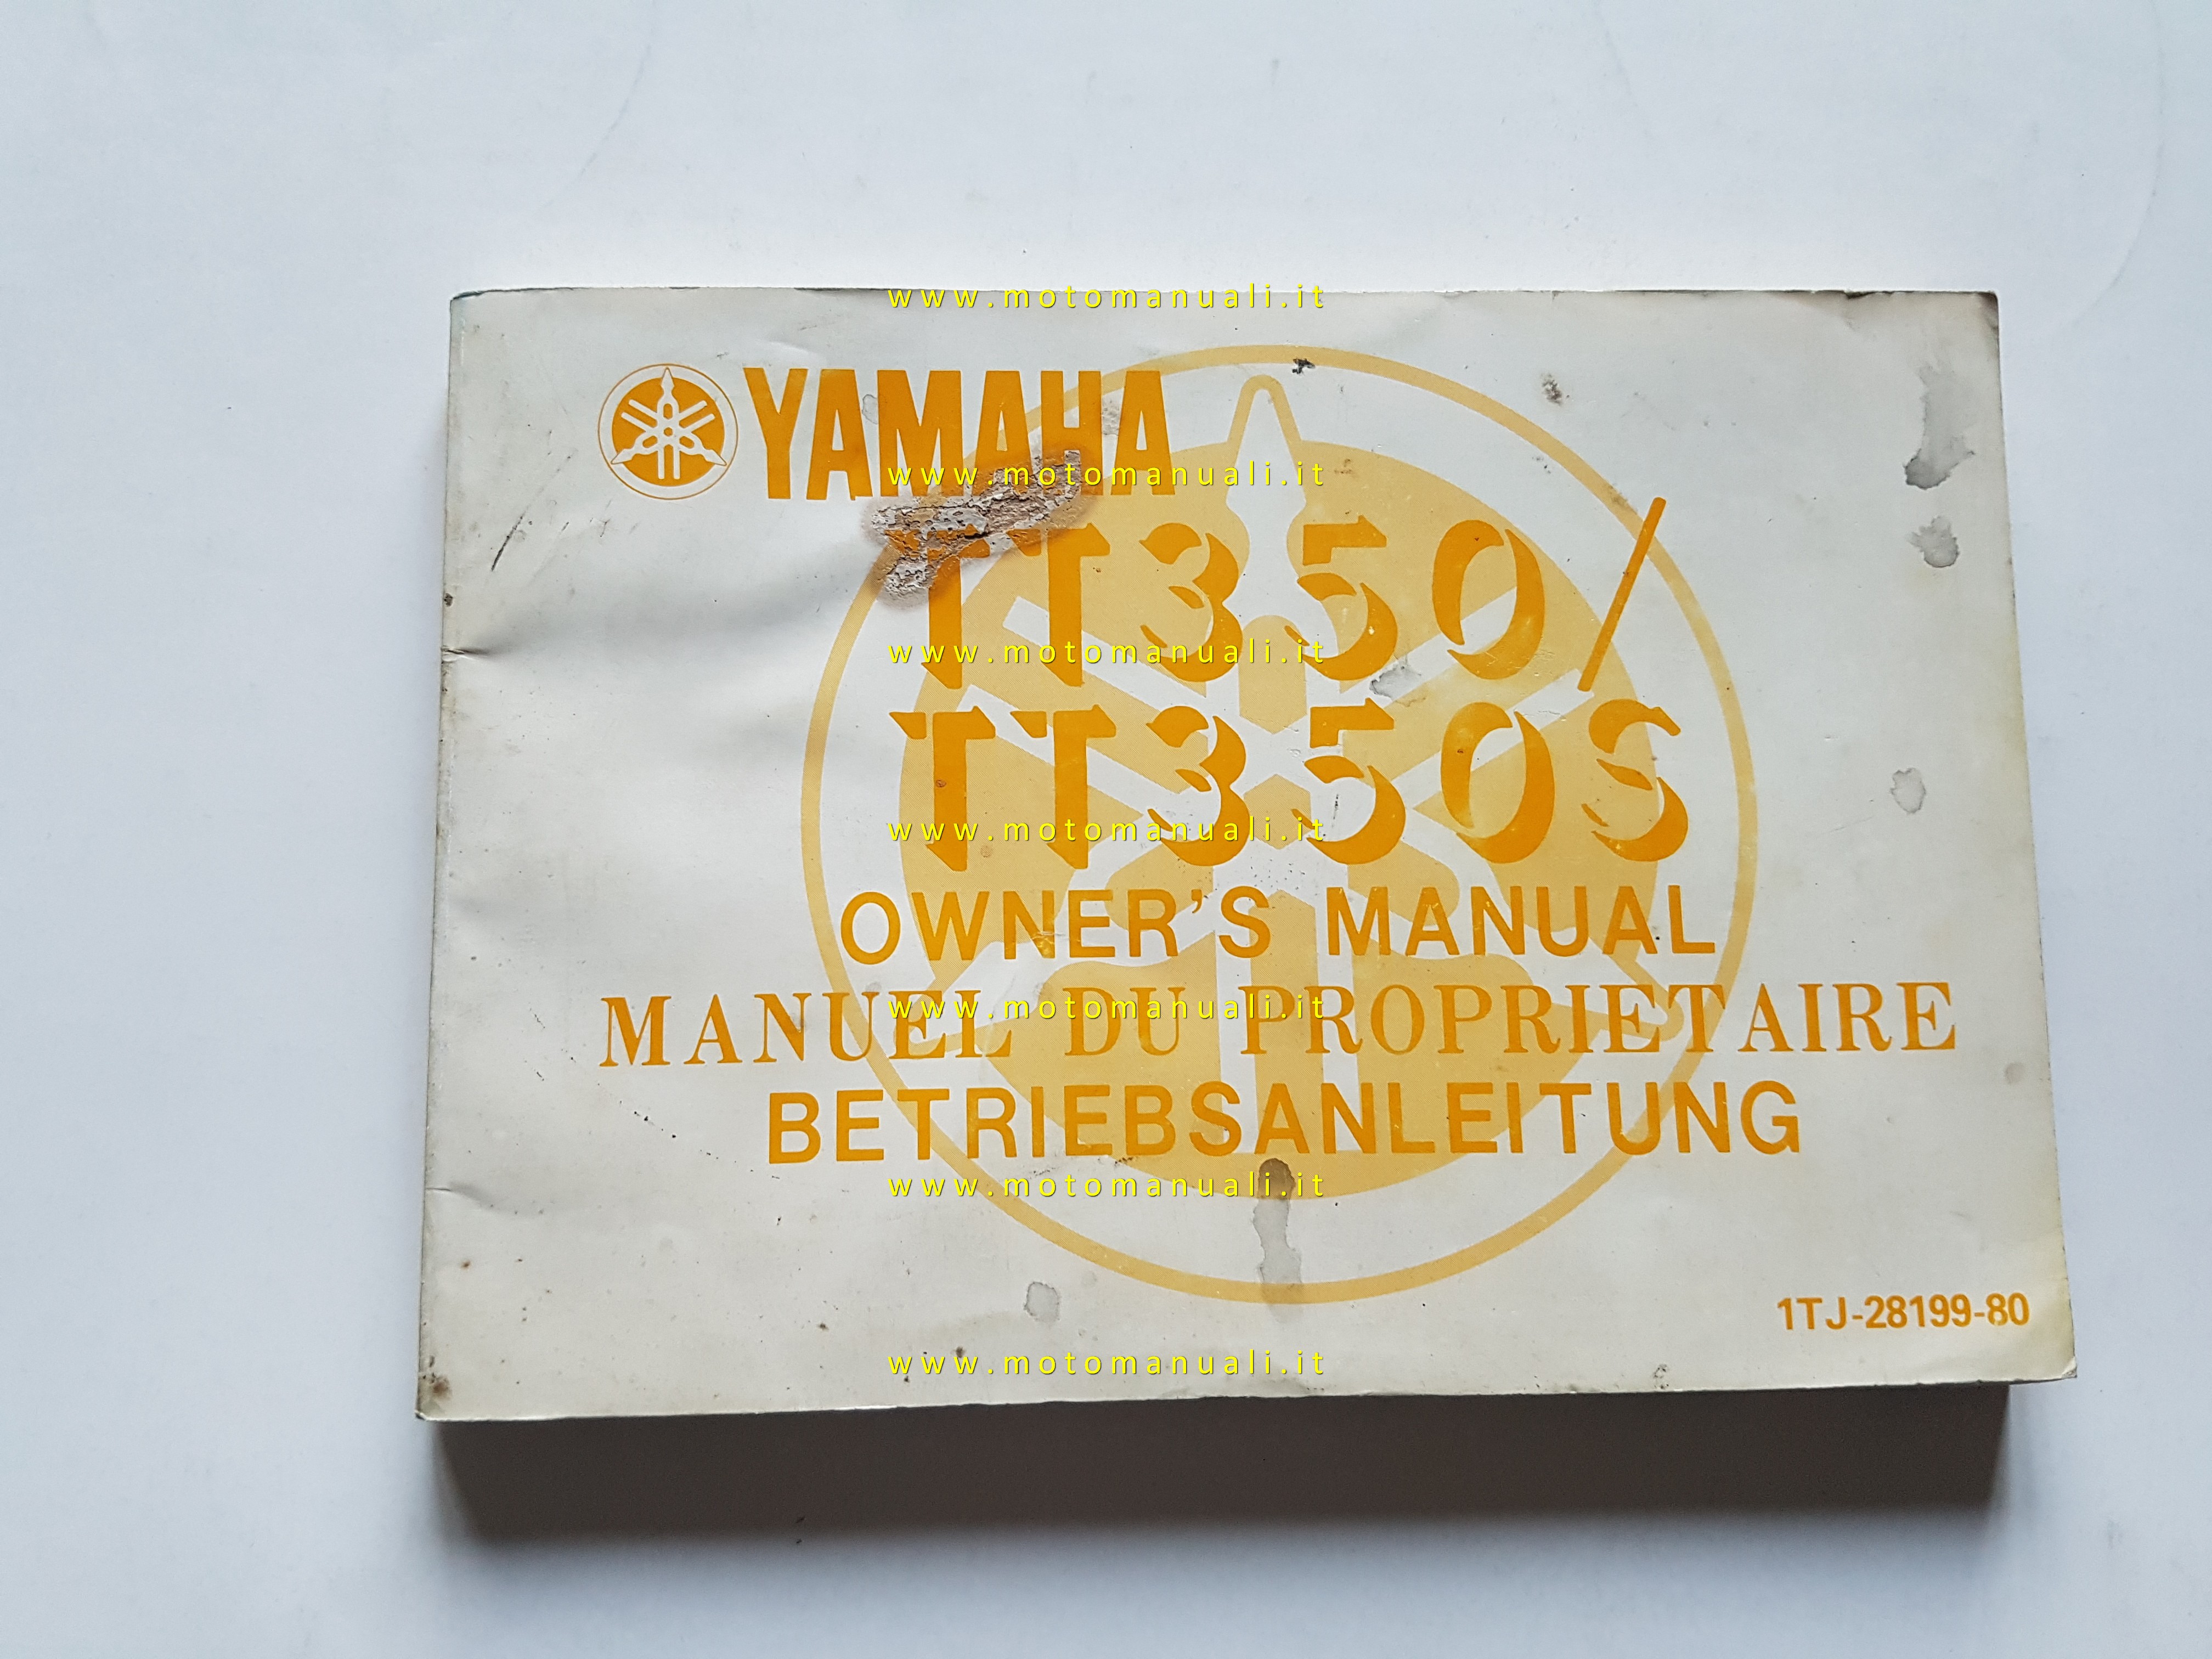 www.motomanuali.it
YAMAHA
www.motomanuali.it
TT350/
www.motomanuali.it
TT350S
www.motomanuali.it
OWNER'S MANUAL
MANUEL DU PROPRIETAIRE
www.motomanuali.it
BETRIEBSANLEITUNG
www.motomanuali.it
1TJ-28199-80
www.motomanuali.it